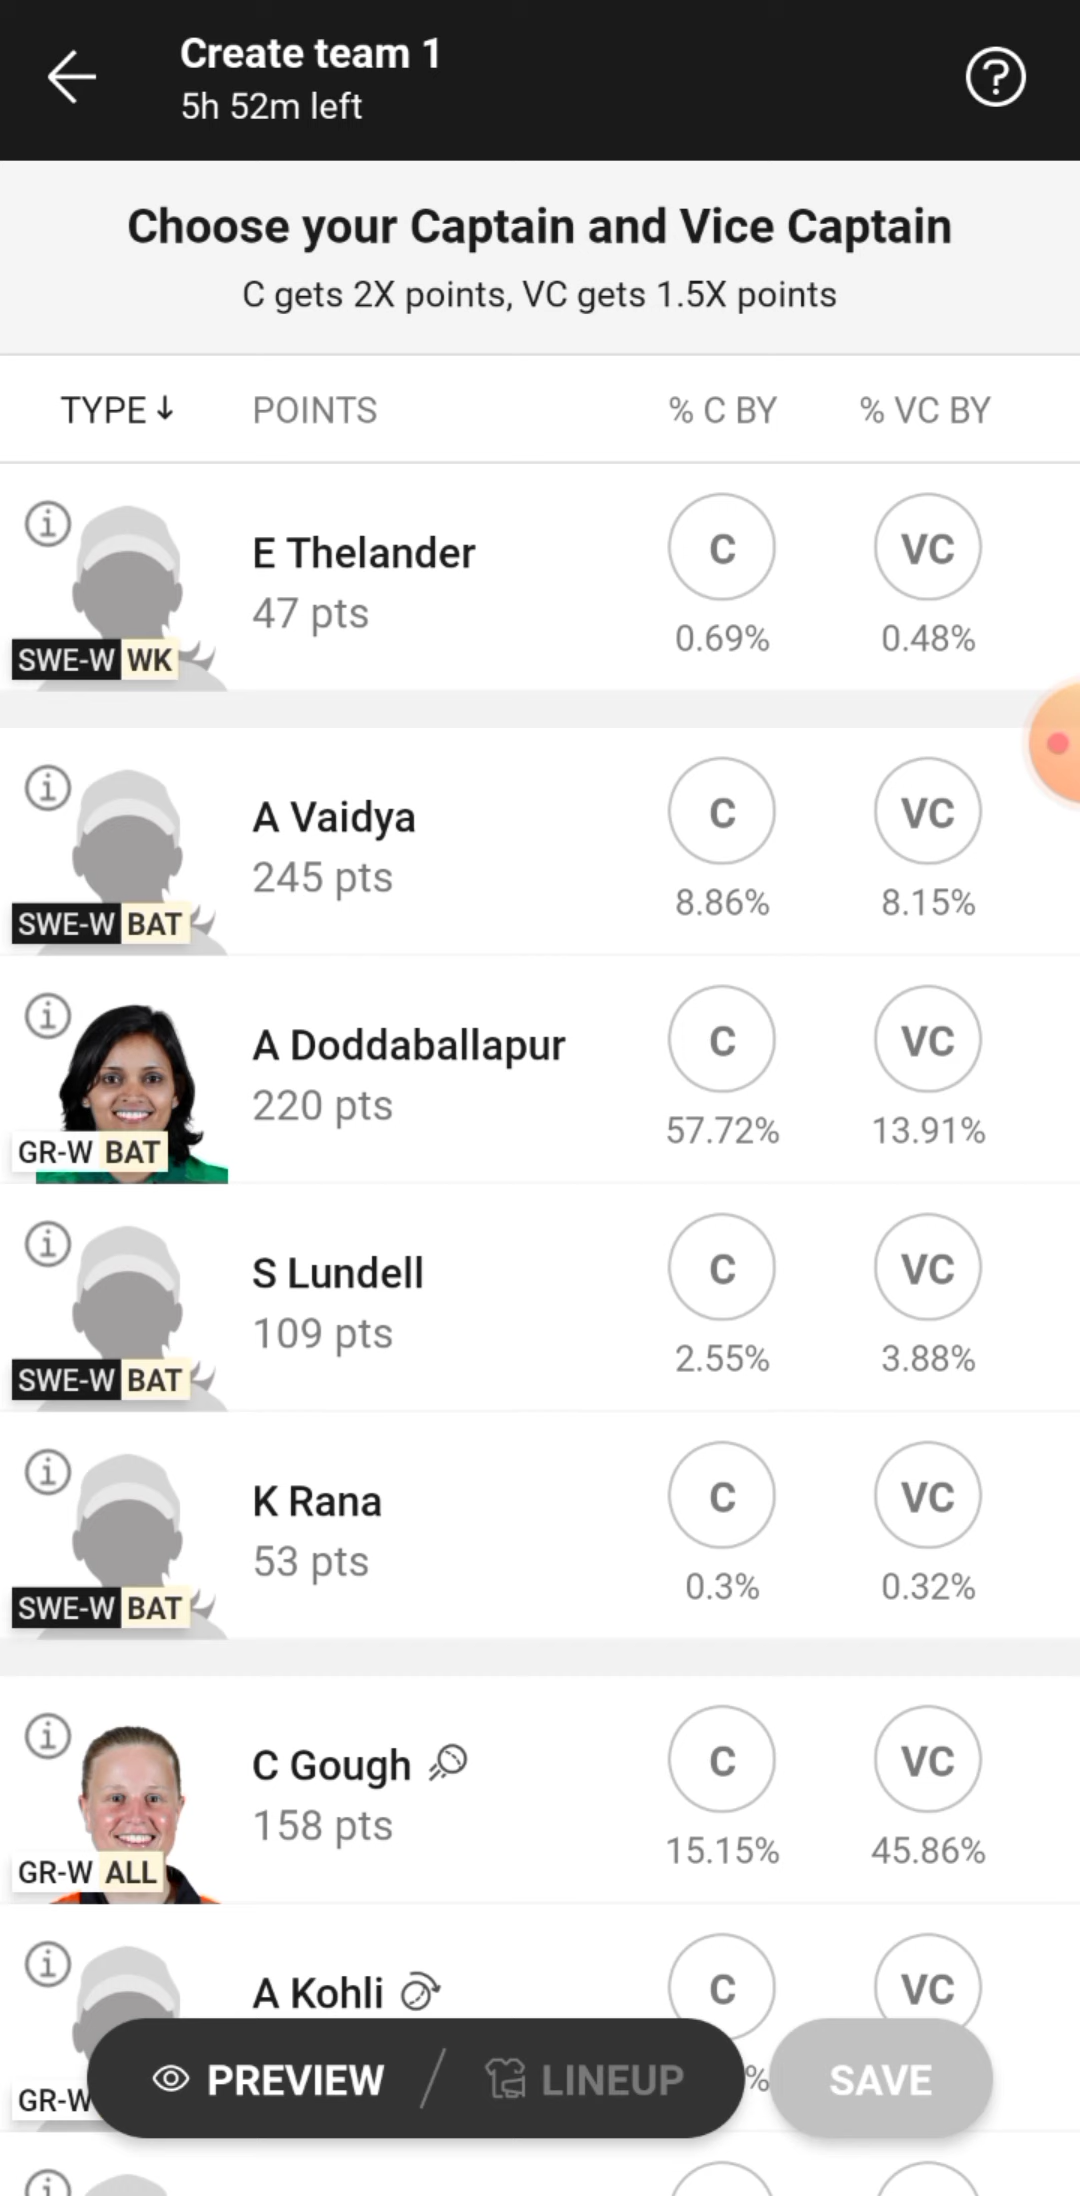 Create team 1
5h 52m left
Choose your Captain and Vice Captain
C gets 2X points, VC gets 1.5X points
TYPE↓ POINTS % C BY % VC BY
E Thelander C VC
47 pts 0.69% 0.48%
SWE-W WK
A Vaidya C VC
245 pts 8.86% 8.15%
SWE-W BAT
A Doddaballapur C VC
220 pts 57.72% 13.91%
GR-W BAT
S Lundell C VC
109 pts 2.55% 3.88%
SWE-W BAT
K Rana C VC
53 pts 0.3% 0.32%
SWE-W BAT
C Gough C VC
158 pts 15.15% 45.86%
GR-W ALL
A Kohli C VC
GR-W %
PREVIEW / LINEUP SAVE